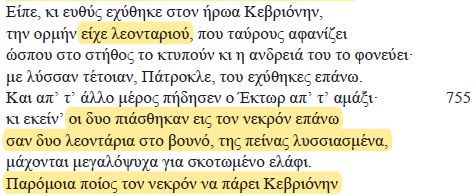 Είπε, κι ευθύς εχύθηκε στον ήρωα Κεβριόνην,
την ορμήν είχε λεονταριού, που ταύρους αφανίζει
ώσπου στο στήθος το κτυπούν κι η ανδρειά του το φονεύει·
με λύσσαν τέτοιαν, Πάτροκλε, του εχύθηκες επάνω.
Και απ’ τ’ άλλο μέρος πήδησεν ο Έκτωρ απ’ τ’ αμάξι· 755
κι εκείν’ οι δυο πιάσθηκαν εις τον νεκρόν επάνω
σαν δυο λεοντάρια στο βουνό, της πείνας λυσσιασμένα,
μάχονται μεγαλόψυχα για σκοτωμένο ελάφι.
Παρόμοια ποίος τον νεκρόν να πάρει Κεβριόνην